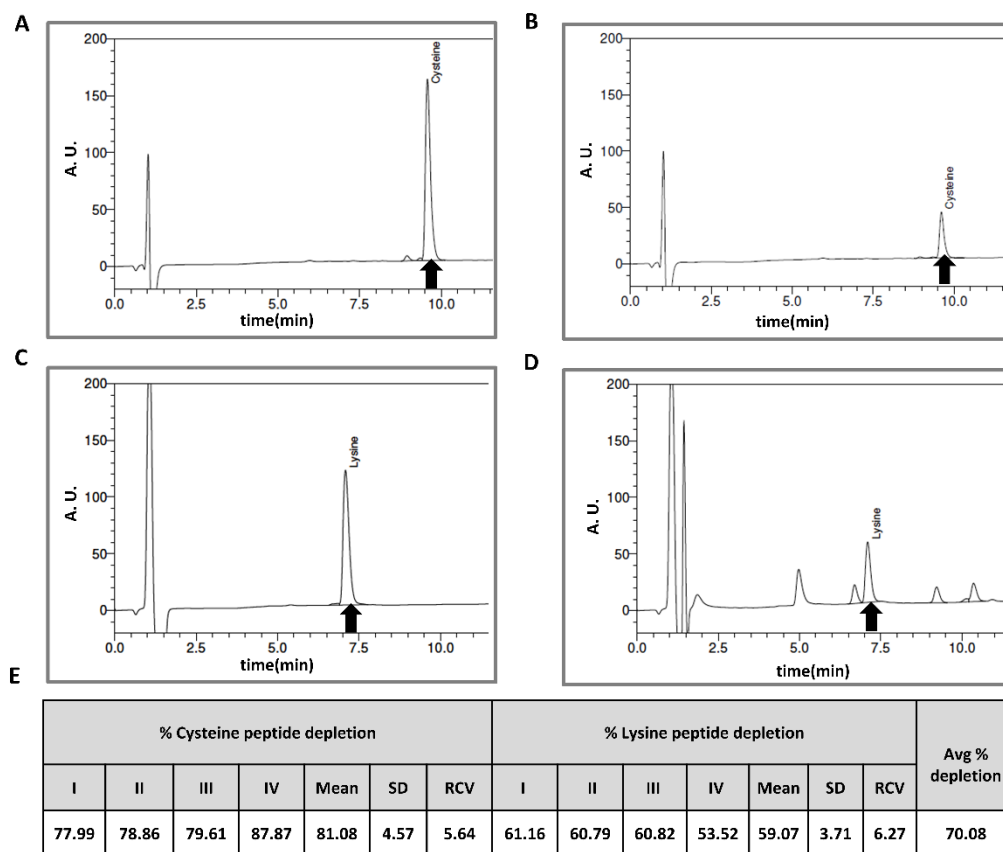 A
200
150
100
50
0
A. U.
Cysteine
0.0 2.5 5.0 7.5 10.0
time(min)
B
200
150
100
50
0
A. U.
Cysteine
0.0 2.5 5.0 7.5 10.0
time(min)
C
200
150
100
50
0
A. U.
Lysine
0.0 2.5 5.0 7.5 10.0
time(min)
D
200
150
100
50
0
A. U.
Lysine
0.0 2.5 5.0 7.5 10.0
time(min)
E
% Cysteine peptide depletion % Lysine peptide depletion Avg % depletion
I II III IV Mean SD RCV I II III IV Mean SD RCV
77.99 78.86 79.61 87.87 81.08 4.57 5.64 61.16 60.79 60.82 53.52 59.07 3.71 6.27 70.08